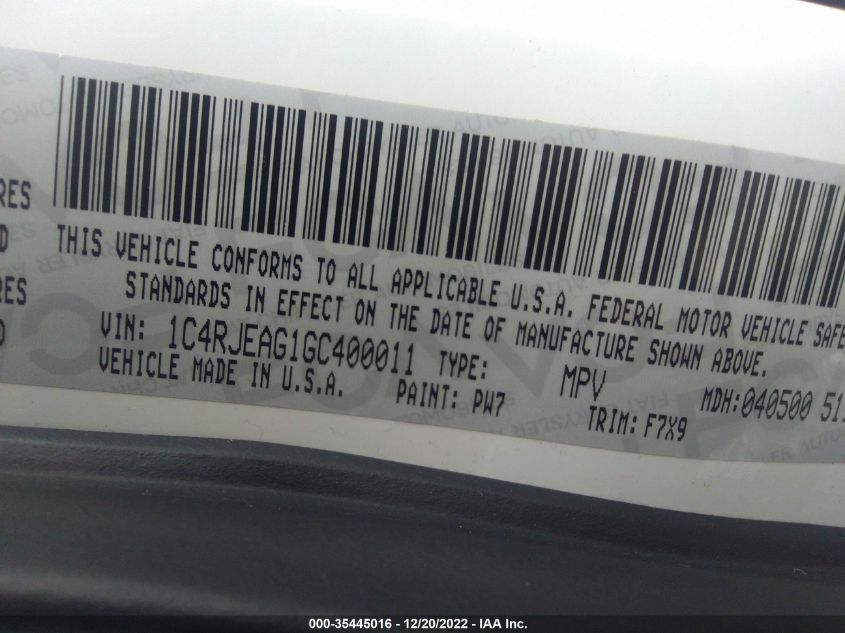 RES
D
RES
D
THIS VEHICLE CONFORMS TO ALL APPLICABLE U.S.A. FEDERAL MOTOR VEHICLE SAFE
STANDARDS IN EFFECT ON THE DATE OF MANUFACTURE SHOWN ABOVE.
VIN: 1C4RJEAG1GC400011 TYPE: MPV MDH:040500 51
VEHICLE MADE IN U.S.A. PAINT: PW7 TRIM: F7X9
000-35445016 - 12/20/2022 - IAA Inc.